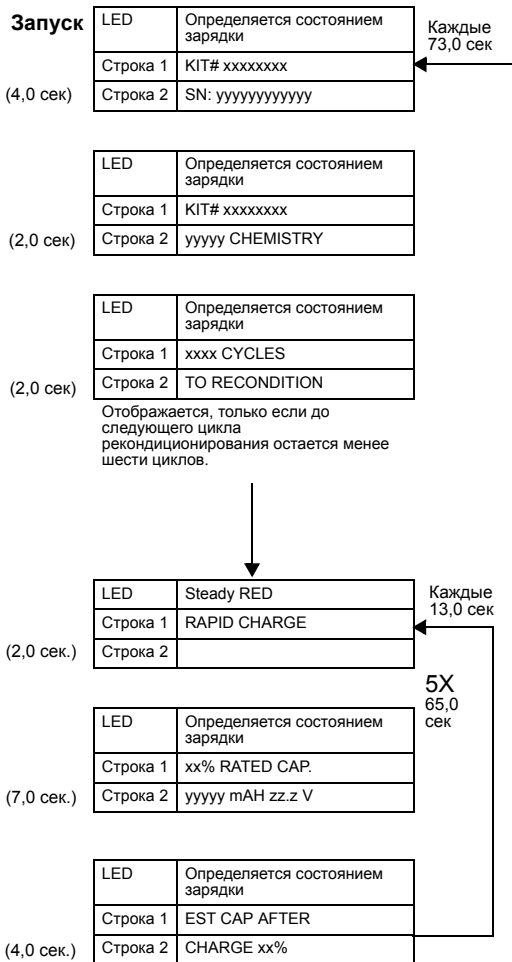 Запуск
LED
Определяется состоянием
зарядки
Каждые
73,0 сек
Строка 1
KIT# xxxxxxxx
(4,0 сек)
Строка 2
SN: yyyyyyyyyyyy
LED
Определяется состоянием
зарядки
Строка 1
KIT# xxxxxxxx
(2,0 сек)
Строка 2
yyyyy CHEMISTRY
LED
Определяется состоянием
зарядки
Строка 1
xxxx CYCLES
(2,0 сек)
Строка 2
TO RECONDITION
Отображается, только если до
следующего цикла
рекондиционирования остается менее
шести циклов.
LED
Steady RED
Каждые
13,0 сек
Строка 1
RAPID CHARGE
(2,0 сек.)
Строка 2
5X
65,0
сек
LED
Определяется состоянием
зарядки
Строка 1
xx% RATED CAP.
(7,0 сек.)
Строка 2
yyyyy mAH zz.z V
LED
Определяется состоянием
зарядки
Строка 1
EST CAP AFTER
(4,0 сек.)
Строка 2
CHARGE xx%